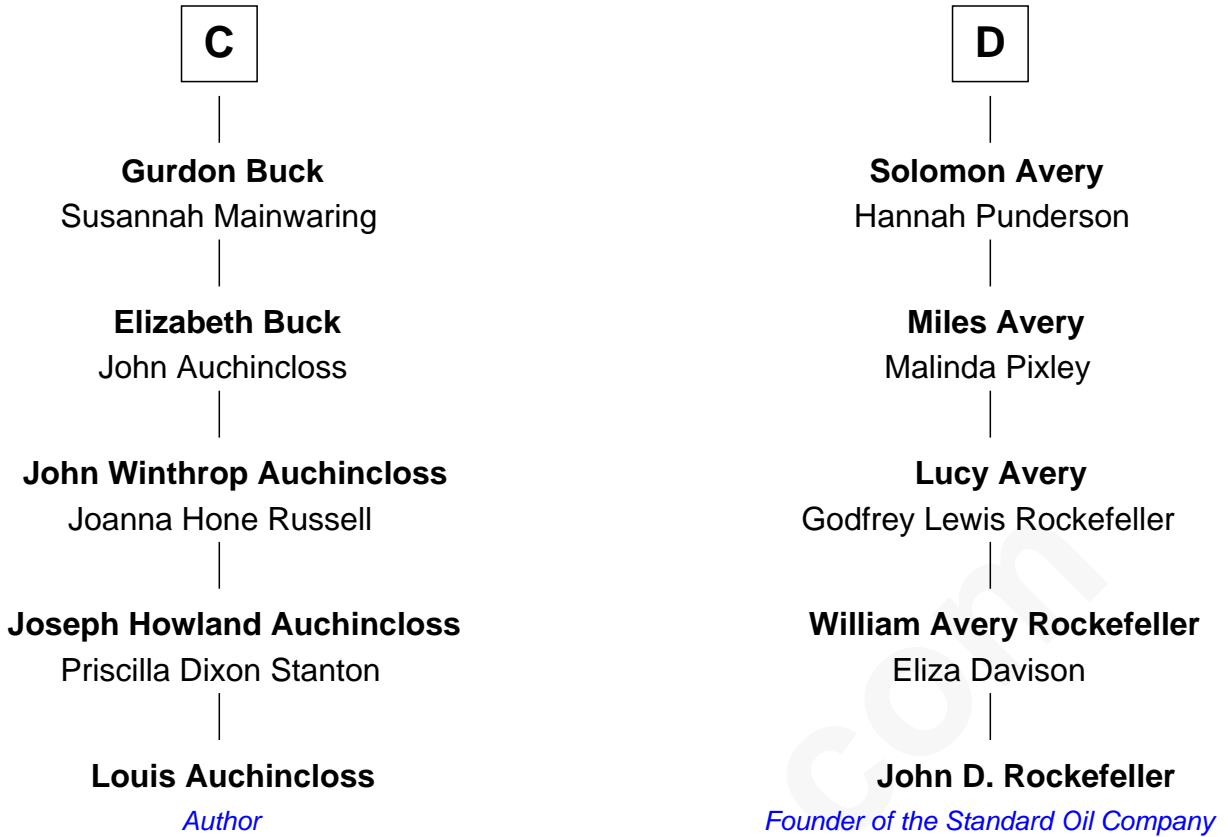 C
Gurdon Buck
Susannah Mainwaring
Elizabeth Buck
John Auchincloss
John Winthrop Auchincloss
Joanna Hone Russell
Joseph Howland Auchincloss
Priscilla Dixon Stanton
Louis Auchincloss
Author
D
Solomon Avery
Hannah Punderson
Miles Avery
Malinda Pixley
Lucy Avery
Godfrey Lewis Rockefeller
William Avery Rockefeller
Eliza Davison
John D. Rockefeller
Founder of the Standard Oil Company
com